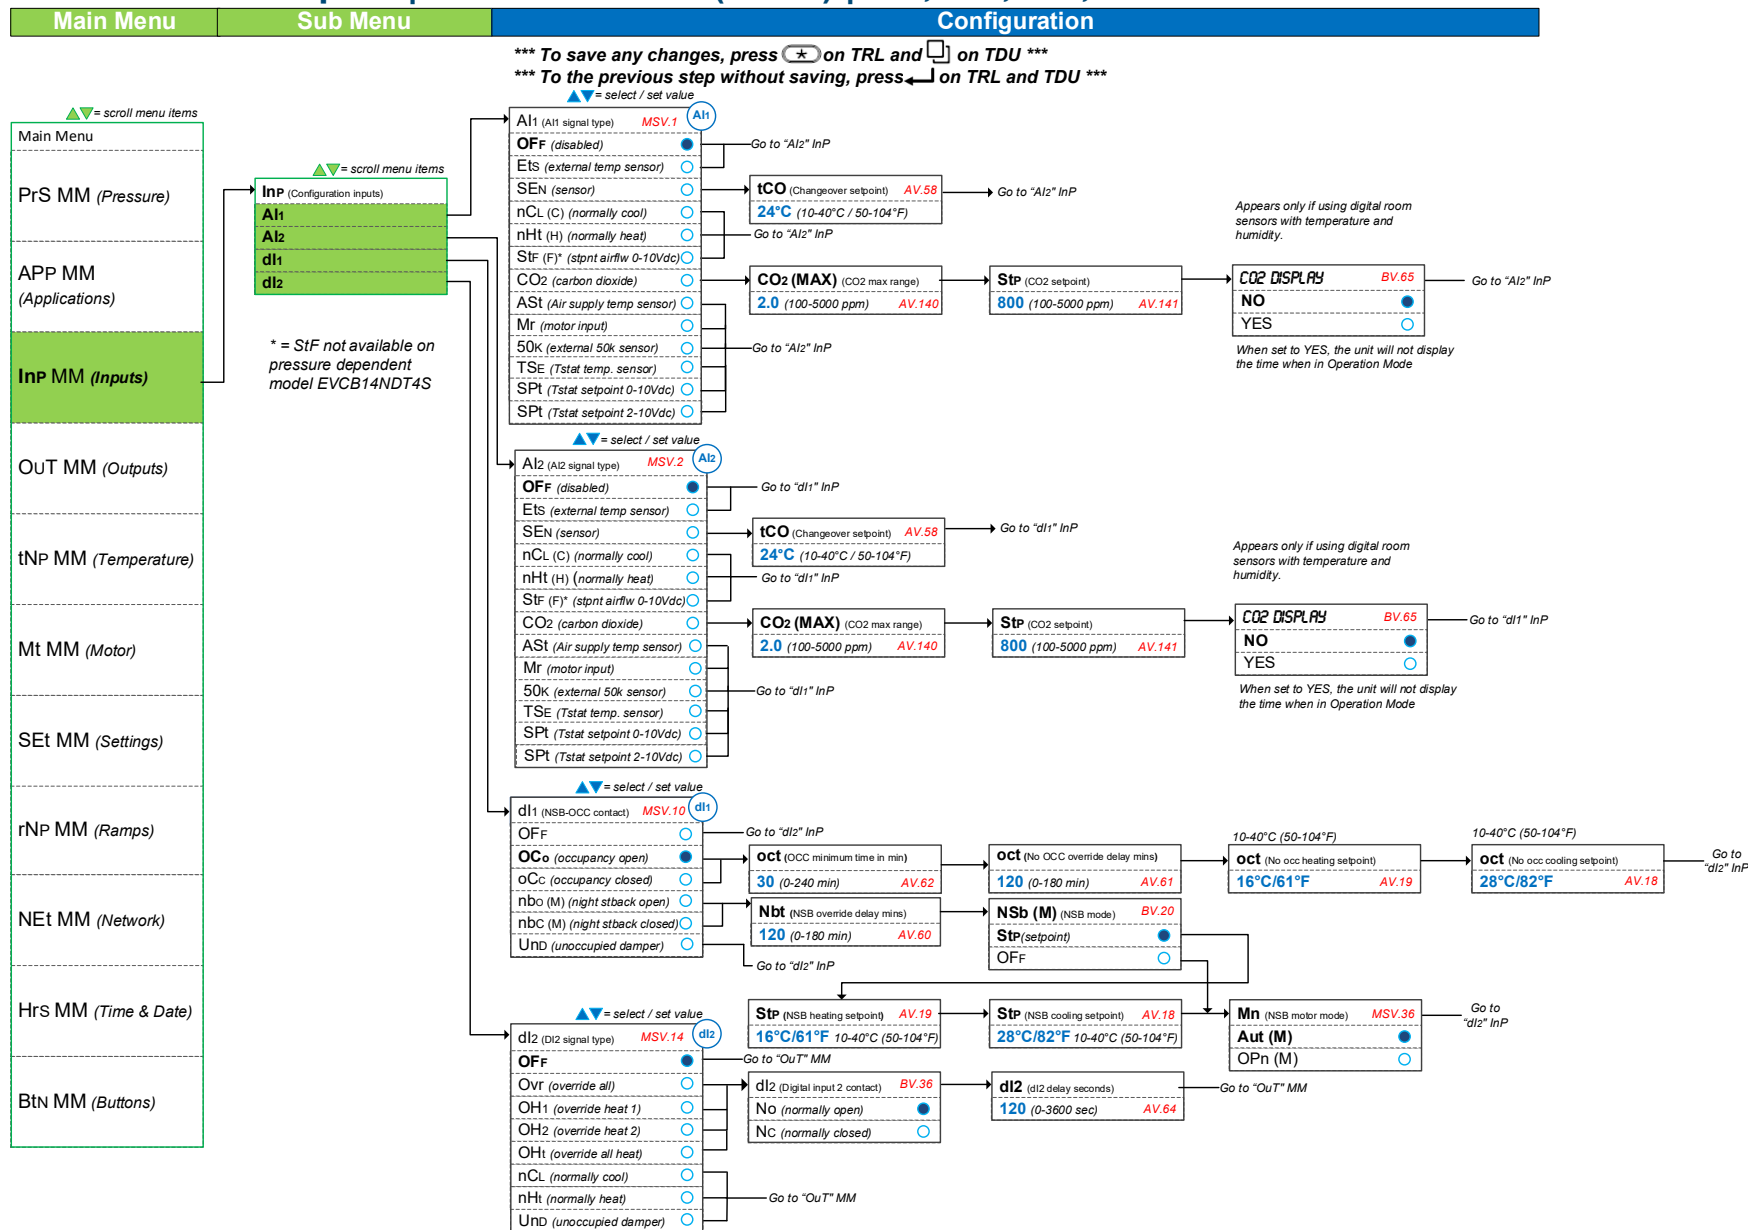 Main Menu
Sub Menu
Configuration
*** To save any changes, press on TRL and on TDU ***
*** To the previous step without saving, press on TRL and TDU ***
= scroll menu items
Main Menu
PrS MM (Pressure)
APP MM
(Applications)
InP MM (Inputs)
OUT MM (Outputs)
tNP MM (Temperature)
Mt MM (Motor)
SEt MM (Settings)
rNP MM (Ramps)
NEt MM (Network)
Hrs MM (Time & Date)
BtN MM (Buttons)
= scroll menu items
InP (Configuration inputs)
AI1
AI2
dI1
dI2
* = StF not available on
pressure dependent
model EVCB14NDT4S
= select / set value
AI1 (AI1 signal type) MSV.1
AI1
OFF (disabled)
Ets (external temp sensor)
SEN (sensor)
nCL (C) (normally cool)
nHt (H) (normally heat)
StF (F)* (stpnt airflow 0-10Vdc)
CO2 (carbon dioxide)
ASt (Air supply temp sensor)
Mr (motor input)
50K (external 50k sensor)
TSE (Tstat temp. sensor)
SPt (Tstat setpoint 0-10Vdc)
SPt (Tstat setpoint 2-10Vdc)
Go to "AI2" InP
tCO (Changeover setpoint) AV.58
24°C (10-40°C / 50-104°F)
Go to "AI2" InP
Go to "AI2" InP
CO2 (MAX) (CO2 max range)
2.0 (100-5000 ppm) AV.140
StP (CO2 setpoint)
800 (100-5000 ppm) AV.141
Appears only if using digital room
sensors with temperature and
humidity.
CO2 DISPLAY BV.65
NO
YES
Go to "AI2" InP
When set to YES, the unit will not display
the time when in Operation Mode
Go to "AI2" InP
= select / set value
AI2 (AI2 signal type) MSV.2
AI2
OFF (disabled)
Ets (external temp sensor)
SEN (sensor)
nCL (C) (normally cool)
nHt (H) (normally heat)
StF (F)* (stpnt airflw 0-10Vdc)
CO2 (carbon dioxide)
ASt (Air supply temp sensor)
Mr (motor input)
50K (external 50k sensor)
TSE (Tstat temp. sensor)
SPt (Tstat setpoint 0-10Vdc)
SPt (Tstat setpoint 2-10Vdc)
Go to "dI1" InP
tCO (Changeover setpoint) AV.58
24°C (10-40°C / 50-104°F)
Go to "dI1" InP
Go to "dI1" InP
CO2 (MAX) (CO2 max range)
2.0 (100-5000 ppm) AV.140
StP (CO2 setpoint)
800 (100-5000 ppm) AV.141
Appears only if using digital room
sensors with temperature and
humidity.
CO2 DISPLAY BV.65
NO
YES
Go to "dI1" InP
When set to YES, the unit will not display
the time when in Operation Mode
Go to "dI1" InP
= select / set value
dI1 (NSB-OCC contact) MSV.10
dI1
OFF
OCo (occupancy open)
oCc (occupancy closed)
nbo (M) (night stback open)
nbC (M) (night stback closed)
UnD (unoccupied damper)
Go to "dI2" InP
oct (OCC minimum time in min)
30 (0-240 min) AV.62
oct (No OCC override delay mins)
120 (0-180 min) AV.61
10-40°C (50-104°F)
oct (No occ heating setpoint)
16°C/61°F AV.19
10-40°C (50-104°F)
oct (No occ cooling setpoint)
28°C/82°F AV.18
Go to
"dI2" InP
Nbt (NSB override delay mins)
120 (0-180 min) AV.60
NSb (M) (NSB mode) BV.20
StP(setpoint)
OFF
Go to "dI2" InP
StP (NSB heating setpoint) AV.19
16°C/61°F 10-40°C (50-104°F)
StP (NSB cooling setpoint) AV.18
28°C/82°F 10-40°C (50-104°F)
Mn (NSB motor mode) MSV.36
Aut (M)
OPn (M)
Go to
"dI2" InP
= select / set value
dI2 (DI2 signal type) MSV.14
dI2
OFF
Ovr (override all)
OH1 (override heat 1)
OH2 (override heat 2)
OHt (override all heat)
nCL (normally cool)
nHt (normally heat)
UnD (unoccupied damper)
Go to "OuT" MM
dI2 (Digital input 2 contact) BV.36
No (normally open)
NC (normally closed)
dI2 (dI2 delay seconds)
120 (0-3600 sec) AV.64
Go to "OuT" MM
Go to "OuT" MM